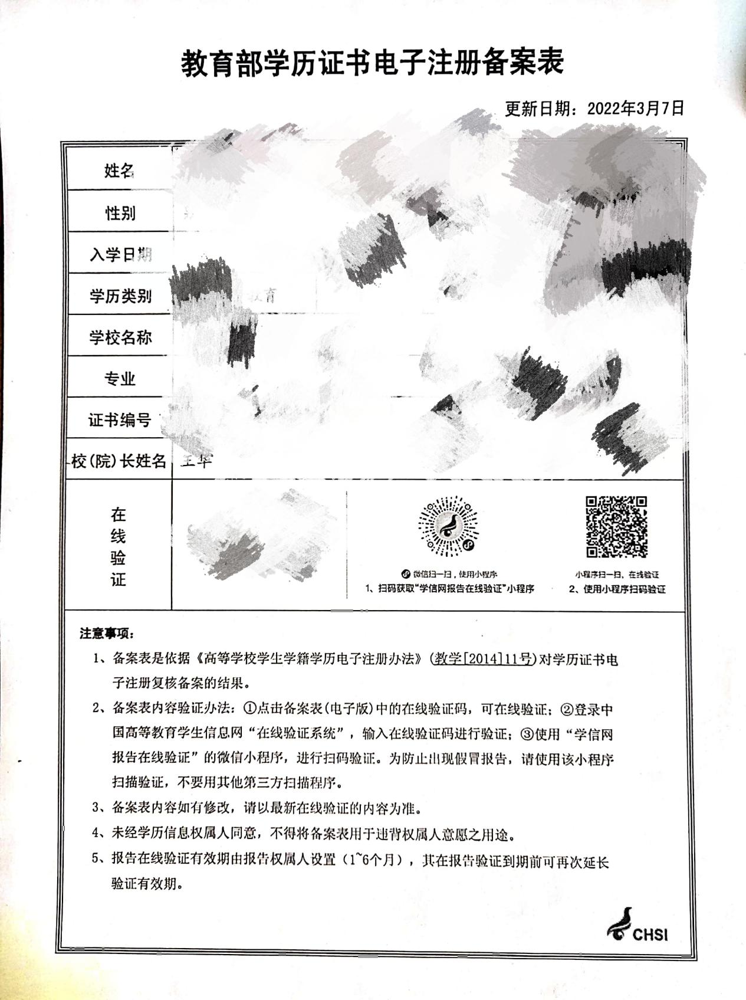 教育部学历证书电子注册备案表
更新日期：2022年3月7日
姓名
性别
入学日期
学历类别 教育
学校名称
专业
证书编号
校(院)长姓名 王军
在线验证
微信扫一扫，使用小程序
1、扫码获取“学信网报告在线验证”小程序
小程序扫一扫，在线验证
2、使用小程序扫码验证
注意事项：
1、备案表是依据《高等学校学生学籍学历电子注册办法》(教学[2014]11号)对学历证书电
子注册复核备案的结果。
2、备案表内容验证办法：①点击备案表(电子版)中的在线验证码，可在线验证；②登录中
国高等教育学生信息网“在线验证系统”，输入在线验证码进行验证；③使用“学信网
报告在线验证”的微信小程序，进行扫码验证。为防止出现假冒报告，请使用该小程序
扫描验证，不要用其他第三方扫描程序。
3、备案表内容如有修改，请以最新在线验证的内容为准。
4、未经学历信息权属人同意，不得将备案表用于违背权属人意愿之用途。
5、报告在线验证有效期由报告权属人设置（1~6个月），其在报告验证到期前可再次延长
验证有效期。
CHSI